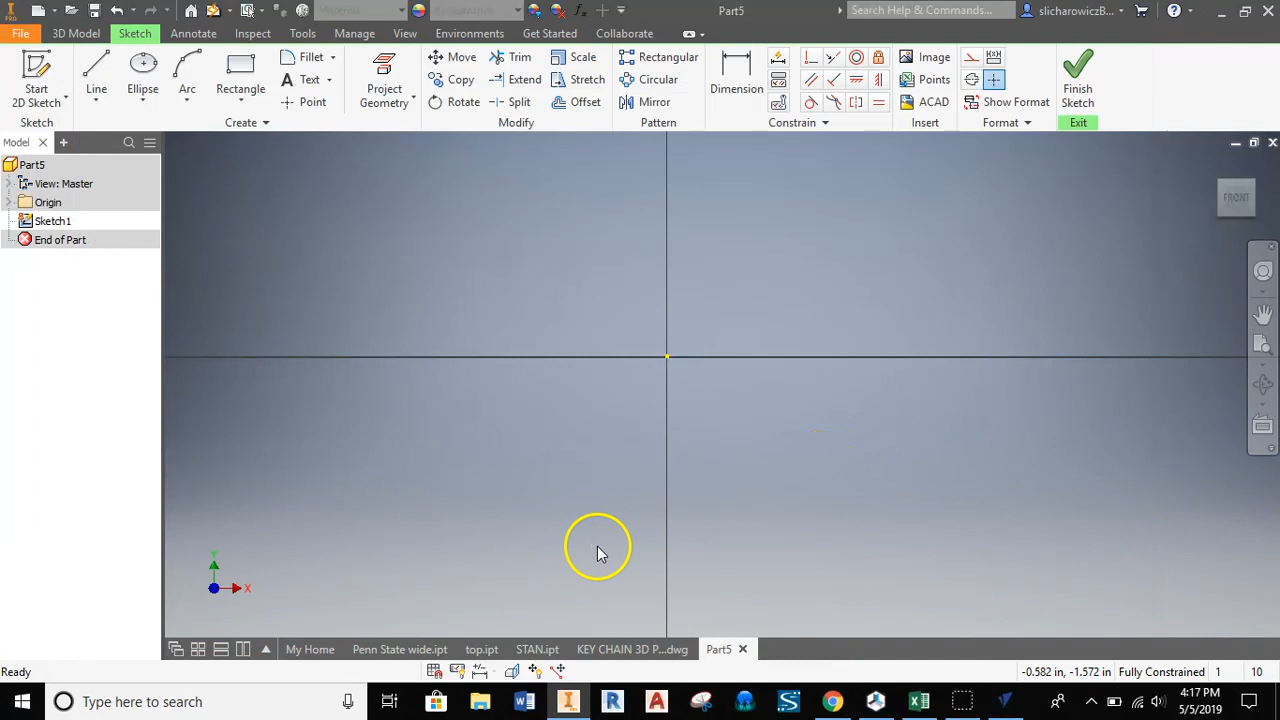 PRO
Material
Appearance
Part5
Search Help & Commands...
slicharowiczB...
File
3D Model
Sketch
Annotate
Inspect
Tools
Manage
View
Environments
Get Started
Collaborate
Start
2D Sketch
Line
Ellipse
Arc
Rectangle
Fillet
Text
Point
Project
Geometry
Move
Copy
Rotate
Trim
Extend
Split
Scale
Stretch
Offset
Rectangular
Circular
Mirror
Dimension
Image
Points
ACAD
Show Format
Finish
Sketch
Sketch
Create
Modify
Pattern
Constrain
Insert
Format
Exit
Model
Part5
View: Master
Origin
Sketch1
End of Part
FRONT
Y
X
My Home
Penn State wide.ipt
top.ipt
STAN.ipt
KEY CHAIN 3D P...dwg
Part5
Ready
-0.582 in, -1.572 in
Fully Constrained
1
10
Type here to search
4:17 PM
5/5/2019